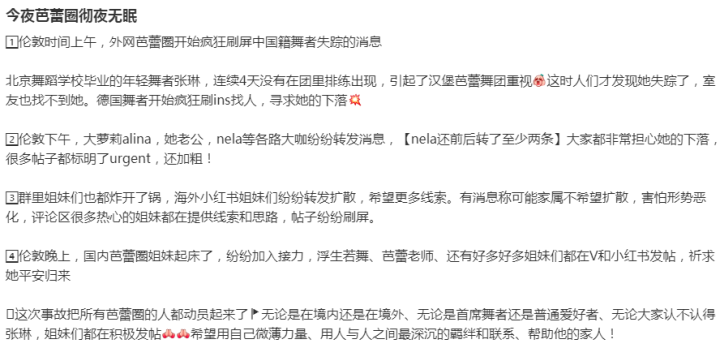 今夜芭蕾圈彻夜无眠
1️⃣伦敦时间上午，外网芭蕾圈开始疯狂刷屏中国籍舞者失踪的消息
北京舞蹈学校毕业的年轻舞者张琳，连续4天没有在团里排练出现，引起了汉堡芭蕾舞团重视这时人们才发现她失踪了，室
友也找不到她。德国舞者开始疯狂刷ins找人，寻求她的下落💥
2️⃣伦敦下午，大萝莉alina，她老公，nela等各路大咖纷纷转发消息，【nela还前后转了至少两条】大家都非常担心她的下落，
很多帖子都标明了urgent，还加粗！
3️⃣群里姐妹们也都炸开了锅，海外小红书姐妹们纷纷转发扩散，希望更多线索。有消息称可能家属不希望扩散，害怕形势恶
化，评论区很多热心的姐妹都在提供线索和思路，帖子纷纷刷屏。
4️⃣伦敦晚上，国内芭蕾圈姐妹起床了，纷纷加入接力，浮生若舞、芭蕾老师、还有好多好多姐妹们都在V和小红书发帖，祈求
她平安归来
这次事故把所有芭蕾圈的人都动员起来了无论是在境内还是在境外、无论是首席舞者还是普通爱好者、无论大家认不认得
张琳，姐妹们都在积极发帖希望用自己微薄力量、用人与人之间最深沉的羁绊和联系、帮助他的家人！